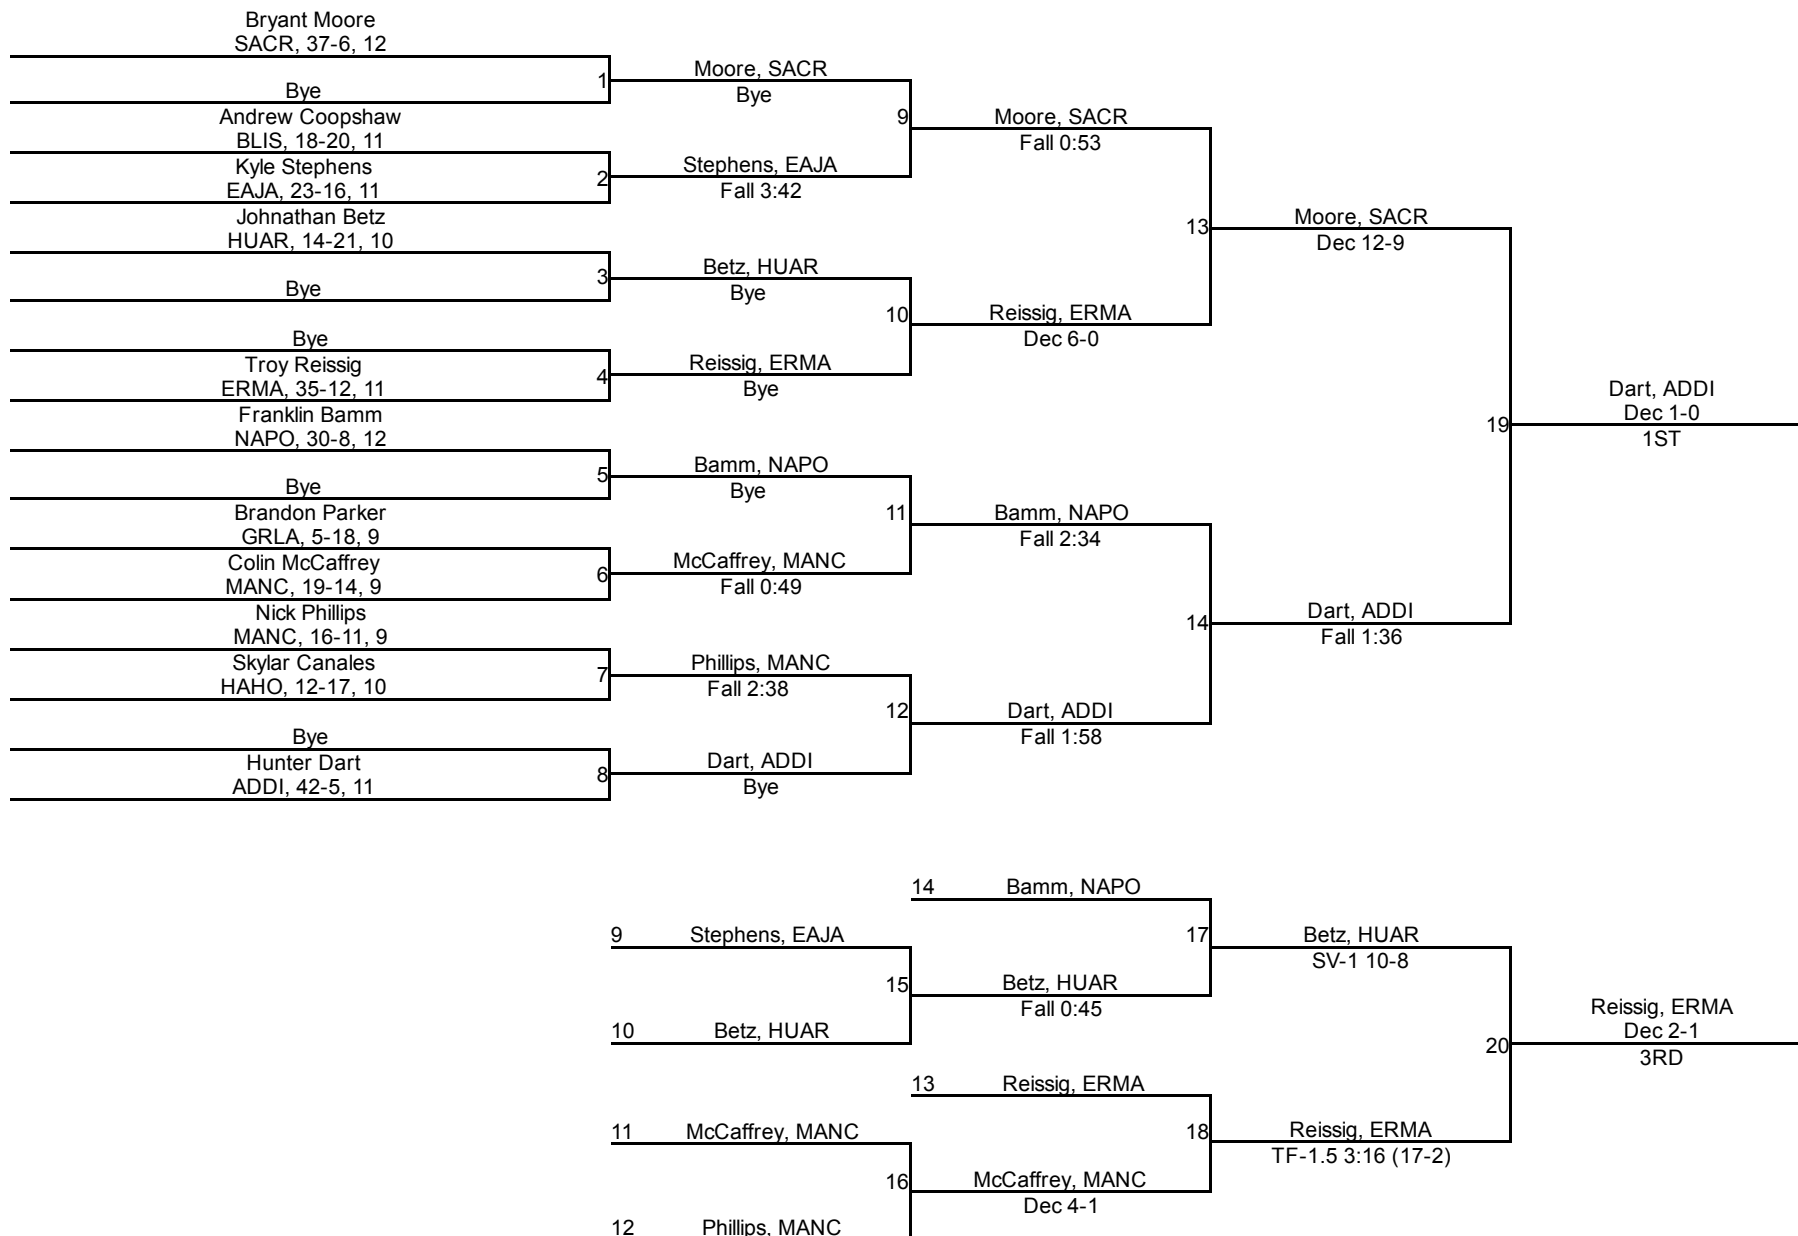 Bryant Moore
SACR, 37-6, 12
Bye
1
Andrew Coopshaw
BLIS, 18-20, 11
Kyle Stephens
EAJA, 23-16, 11
2
Johnathan Betz
HUAR, 14-21, 10
Bye
3
Bye
Troy Reissig
ERMA, 35-12, 11
4
Franklin Bamm
NAPO, 30-8, 12
Bye
5
Brandon Parker
GRLA, 5-18, 9
Colin McCaffrey
MANC, 19-14, 9
6
Nick Phillips
MANC, 16-11, 9
Skylar Canales
HAHO, 12-17, 10
7
Bye
Hunter Dart
ADDI, 42-5, 11
8
Moore, SACR
Bye
9
Stephens, EAJA
Fall 3:42
Betz, HUAR
Bye
10
Reissig, ERMA
Bye
Bamm, NAPO
Bye
11
McCaffrey, MANC
Fall 0:49
Phillips, MANC
Fall 2:38
12
Dart, ADDI
Bye
Moore, SACR
Fall 0:53
13
Reissig, ERMA
Dec 6-0
Bamm, NAPO
Fall 2:34
14
Dart, ADDI
Fall 1:58
Moore, SACR
Dec 12-9
19
Dart, ADDI
Fall 1:36
Dart, ADDI
Dec 1-0
1ST
14 Bamm, NAPO
9 Stephens, EAJA
15
10 Betz, HUAR
Betz, HUAR
Fall 0:45
17
Betz, HUAR
SV-1 10-8
13 Reissig, ERMA
11 McCaffrey, MANC
16
12 Phillips, MANC
McCaffrey, MANC
Dec 4-1
18
Reissig, ERMA
TF-1.5 3:16 (17-2)
20
Reissig, ERMA
Dec 2-1
3RD